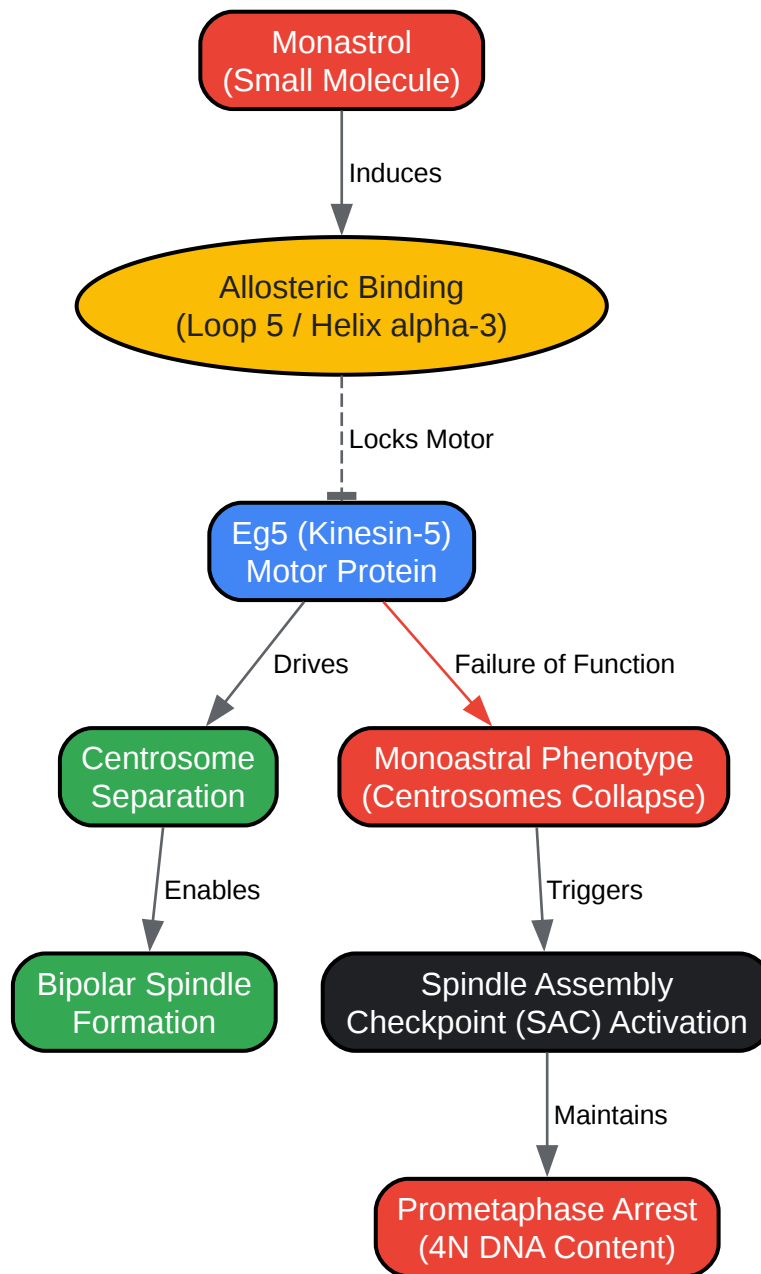 Monastrol
(Small Molecule)
Induces
Allosteric Binding
(Loop 5 / Helix alpha-3)
Locks Motor
Eg5 (Kinesin-5)
Motor Protein
Drives
Failure of Function
Centrosome
Separation
Monoastral Phenotype
(Centrosomes Collapse)
Enables
Triggers
Bipolar Spindle
Formation
Spindle Assembly
Checkpoint (SAC) Activation
Maintains
Prometaphase Arrest
(4N DNA Content)